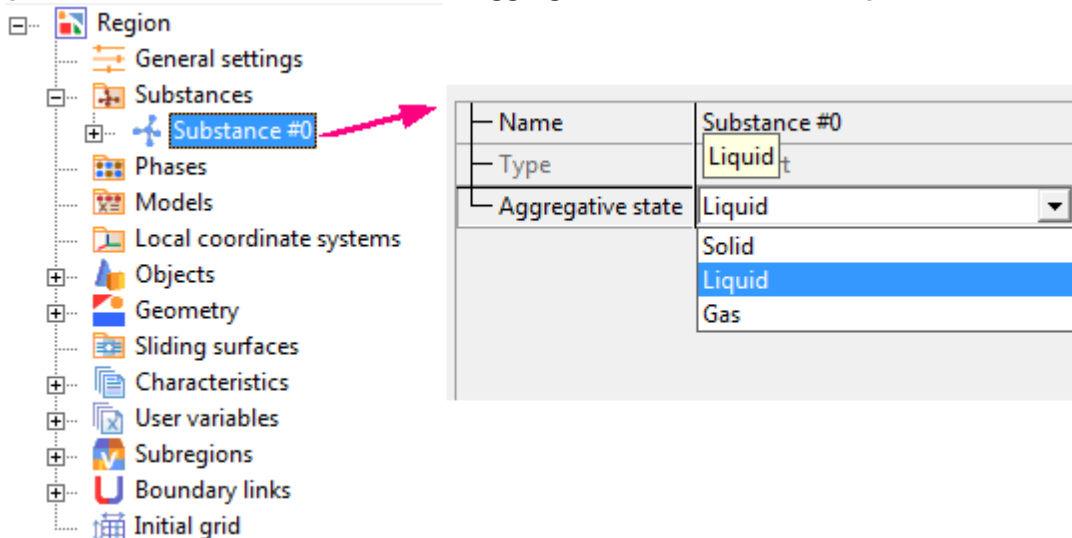 Region
General settings
Substances
Substance #0
Phases
Models
Local coordinate systems
Objects
Geometry
Sliding surfaces
Characteristics
User variables
Subregions
Boundary links
Initial grid
Name Substance #0
Type Liquid
Aggregative state Liquid
Solid
Liquid
Gas